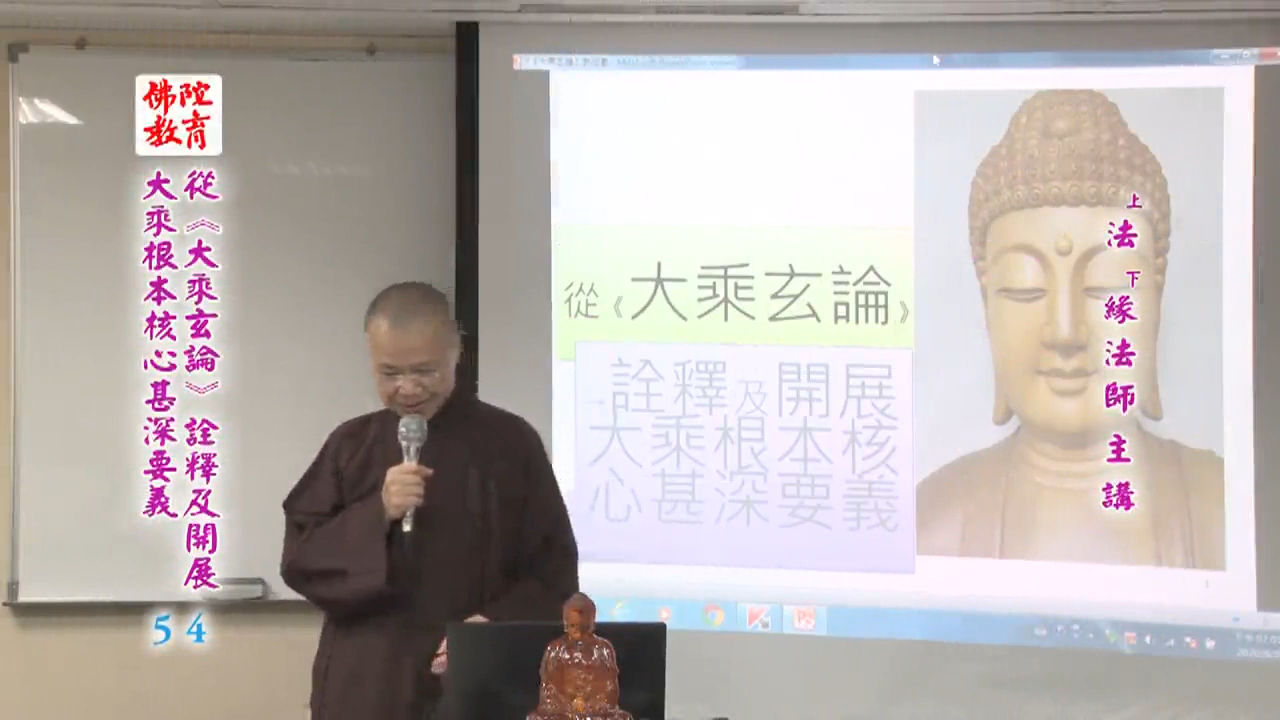 佛陀
教育
從《大乘玄論》詮釋及開展
大乘根本核心甚深要義
54
從《大乘玄論》
詮釋及開展
大乘根本核
心甚深要義
上法下緣法師主講